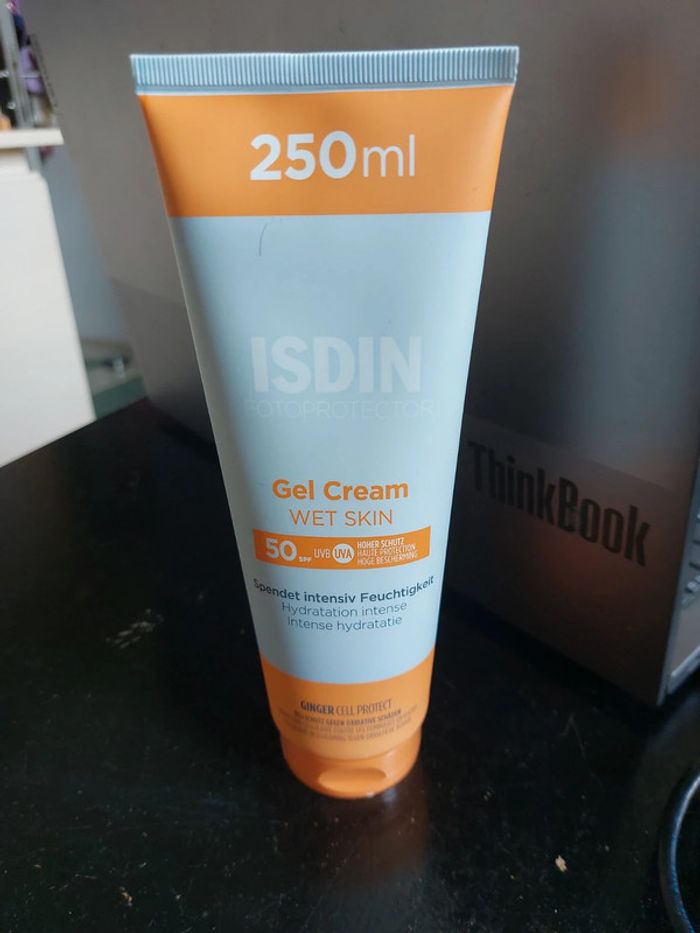 250ml
ISDIN
FOTOPROTECTOR
Gel Cream
WET SKIN
50 SPF UVB UVA
HOHER SCHUTZ
HAUTE PROTECTION
HOGE BESCHERMING
Spendet intensiv Feuchtigkeit
Hydratation intense
Intense hydratatie
GINGER CELL PROTECT
ThinkBook